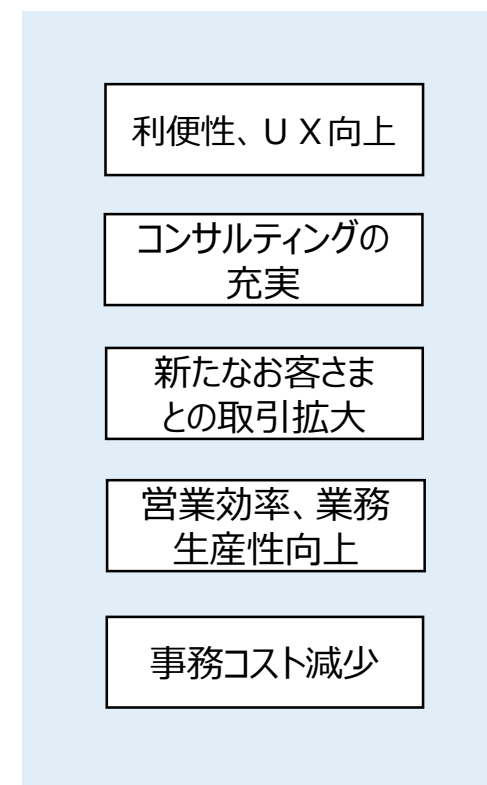 利便性、ＵＸ向上
コンサルティングの
充実
新たなお客さま
との取引拡大
営業効率、業務
生産性向上
事務コスト減少